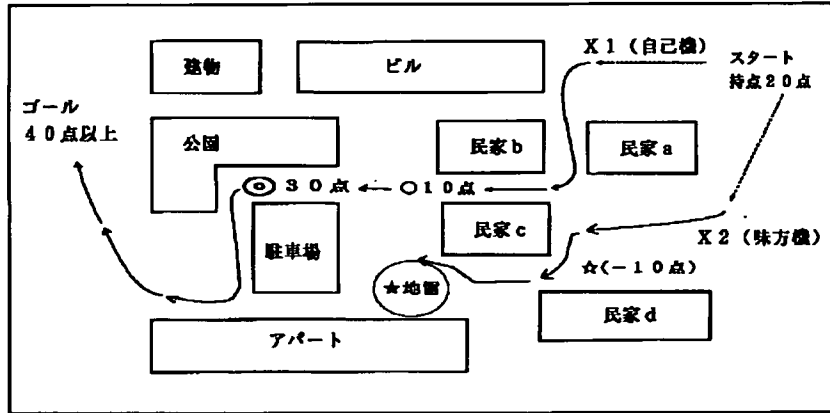 X1(自己機)
スタート
持点20点
建物
ビル
ゴール
40点以上
公園
民家b
民家a
◎30点
○10点
民家c
X2(味方機)
駐車場
☆(-10点)
★地雷
民家d
アパート